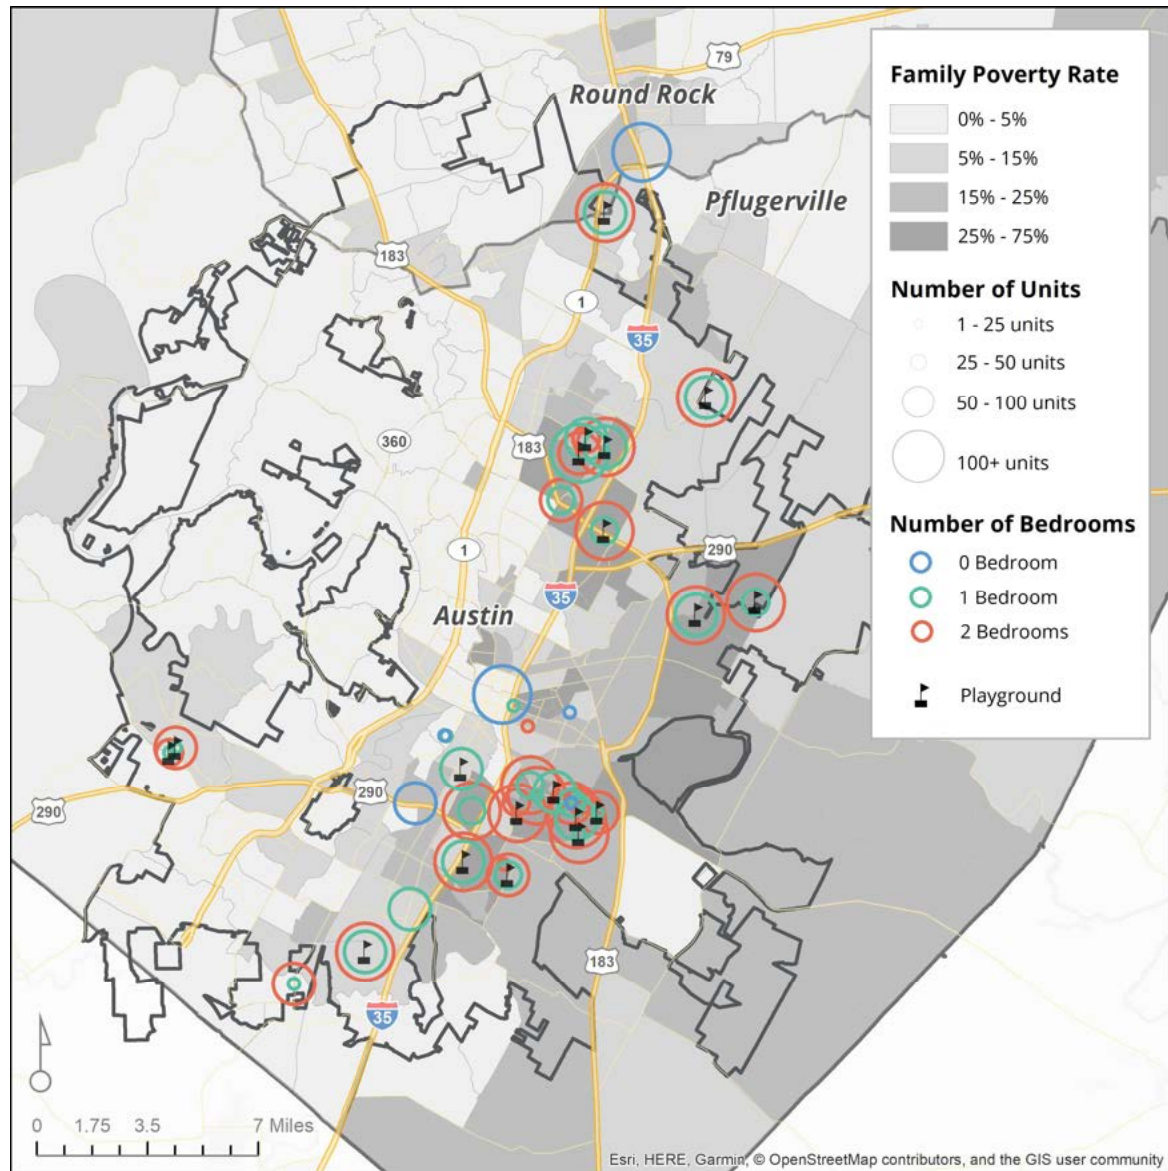 79
Round Rock
Pflugerville
183
1
35
360
183
1
290
35
Austin
290
290
183
35
Family Poverty Rate
0% - 5%
5% - 15%
15% - 25%
25% - 75%
Number of Units
1 - 25 units
25 - 50 units
50 - 100 units
100+ units
Number of Bedrooms
0 Bedroom
1 Bedroom
2 Bedrooms
Playground
0 1.75 3.5 7 Miles
Esri, HERE, Garmin, © OpenStreetMap contributors, and the GIS user community